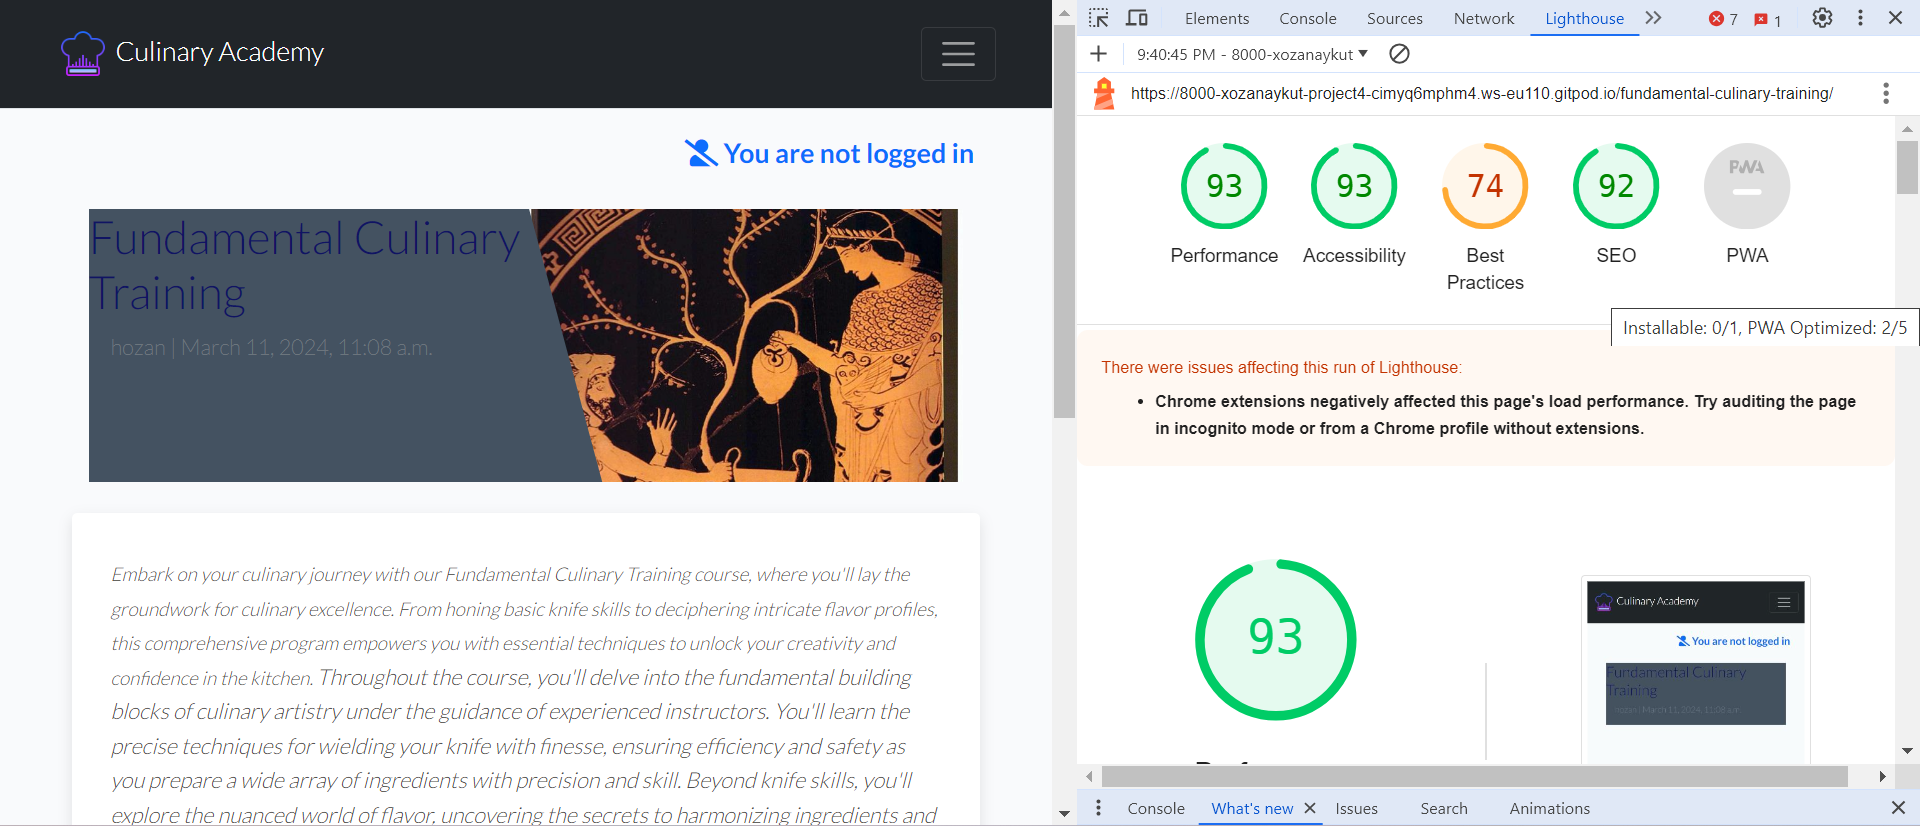 Culinary Academy
You are not logged in
Fundamental Culinary
Training
hozan | March 11, 2024, 11:08 a.m.
Embark on your culinary journey with our Fundamental Culinary Training course, where you'll lay the
groundwork for culinary excellence. From honing basic knife skills to deciphering intricate flavor profiles,
this comprehensive program empowers you with essential techniques to unlock your creativity and
confidence in the kitchen. Throughout the course, you'll delve into the fundamental building
blocks of culinary artistry under the guidance of experienced instructors. You'll learn the
precise techniques for wielding your knife with finesse, ensuring efficiency and safety as
you prepare a wide array of ingredients with precision and skill. Beyond knife skills, you'll
explore the nuanced world of flavor, uncovering the secrets to harmonizing ingredients and
Elements Console Sources Network Lighthouse 7 1
9:40:45 PM - 8000-xozanaykut
https://8000-xozanaykut-project4-cimyq6mphm4.ws-eu110.gitpod.io/fundamental-culinary-training/
93 93 74 92 PWA
Performance Accessibility Best SEO PWA
Practices
Installable: 0/1, PWA Optimized: 2/5
There were issues affecting this run of Lighthouse:
• Chrome extensions negatively affected this page's load performance. Try auditing the page
in incognito mode or from a Chrome profile without extensions.
93
Culinary Academy
You are not logged in
Fundamental Culinary
Training
hozan | March 11, 2024, 11:08 a.m.
Console What's new Issues Search Animations